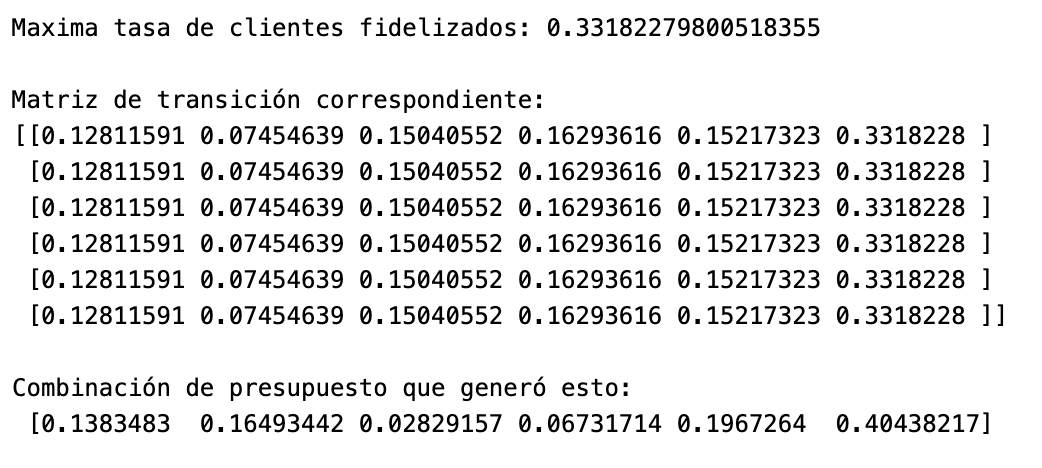 Maxima tasa de clientes fidelizados: 0.33182279800518355
Matriz de transición correspondiente:
[[0.12811591 0.07454639 0.15040552 0.16293616 0.15217323 0.3318228 ]
[0.12811591 0.07454639 0.15040552 0.16293616 0.15217323 0.3318228 ]
[0.12811591 0.07454639 0.15040552 0.16293616 0.15217323 0.3318228 ]
[0.12811591 0.07454639 0.15040552 0.16293616 0.15217323 0.3318228 ]
[0.12811591 0.07454639 0.15040552 0.16293616 0.15217323 0.3318228 ]
[0.12811591 0.07454639 0.15040552 0.16293616 0.15217323 0.3318228 ]]
Combinación de presupuesto que generó esto:
[0.1383483  0.16493442 0.02829157 0.06731714 0.1967264  0.40438217]